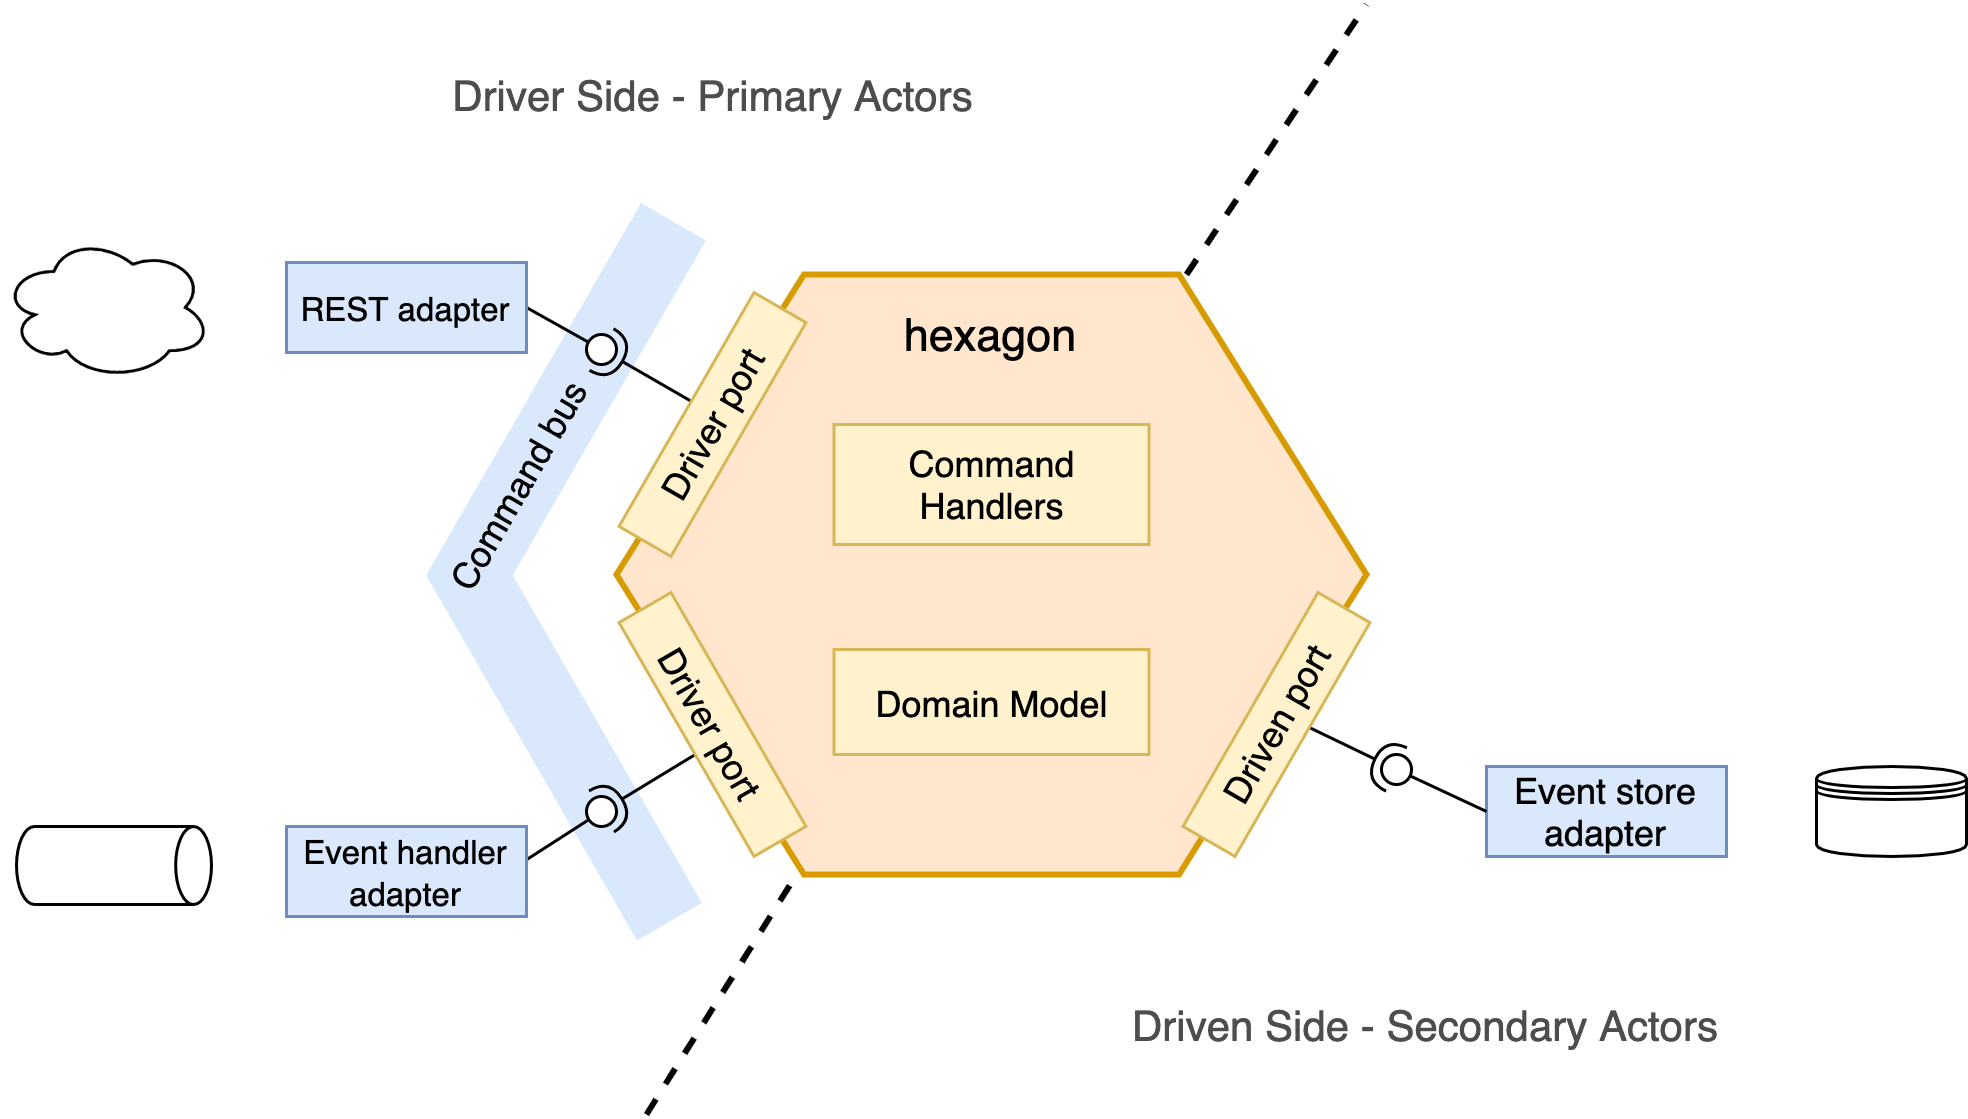 Driver Side - Primary Actors
REST adapter
hexagon
Driver port
Command bus
Command
Handlers
Driver port
Domain Model
Driven port
Event store
adapter
Event handler
adapter
Driven Side - Secondary Actors